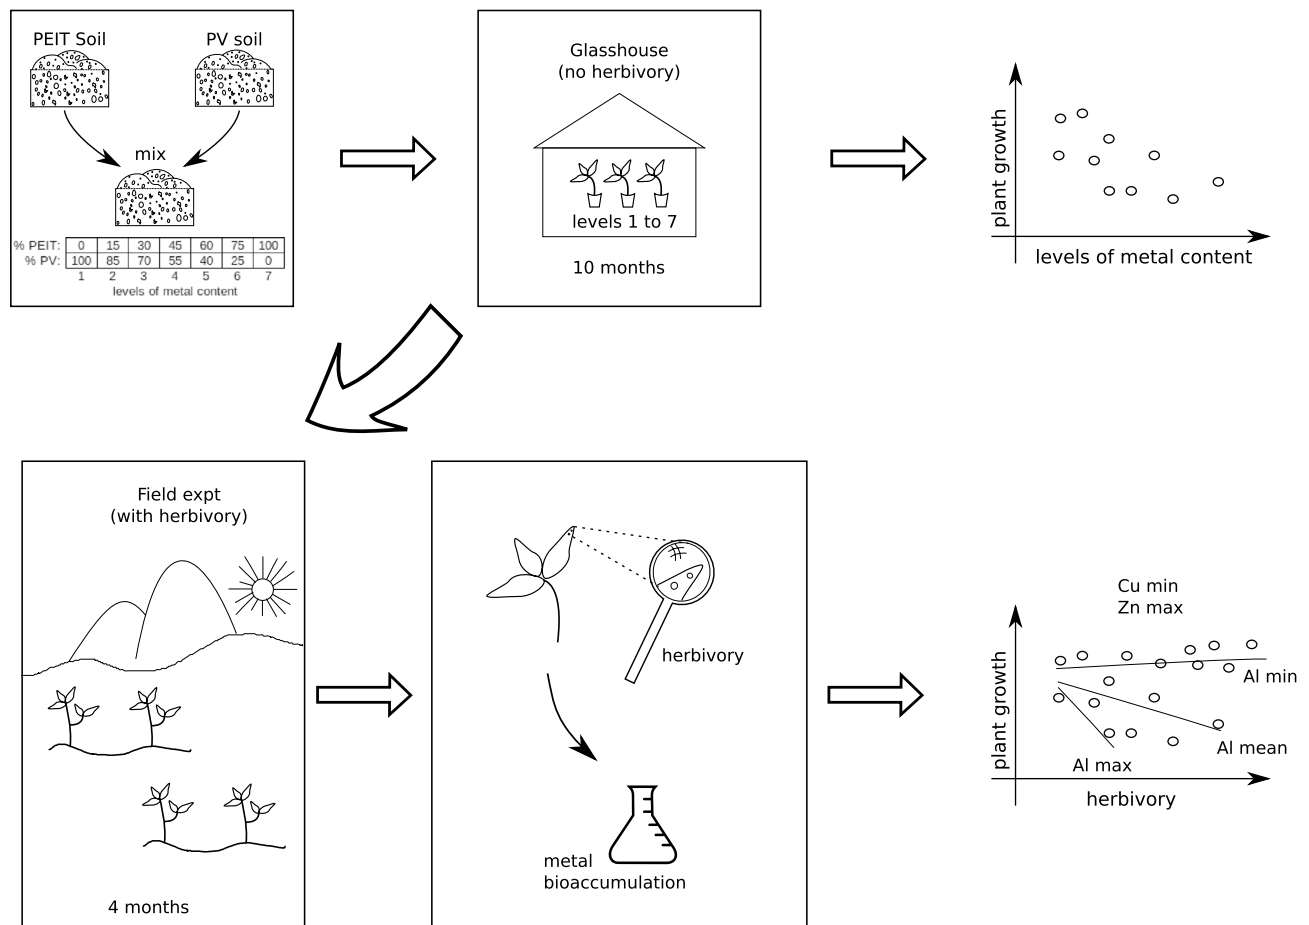 PEIT Soil
PV soil
mix
% PEIT: 0 15 30 45 60 75 100
% PV: 100 85 70 55 40 25 0
1 2 3 4 5 6 7
levels of metal content
Glasshouse
(no herbivory)
levels 1 to 7
10 months
plant growth
levels of metal content
Field expt
(with herbivory)
4 months
herbivory
metal
bioaccumulation
Cu min
Zn max
plant growth
Al min
Al mean
Al max
herbivory